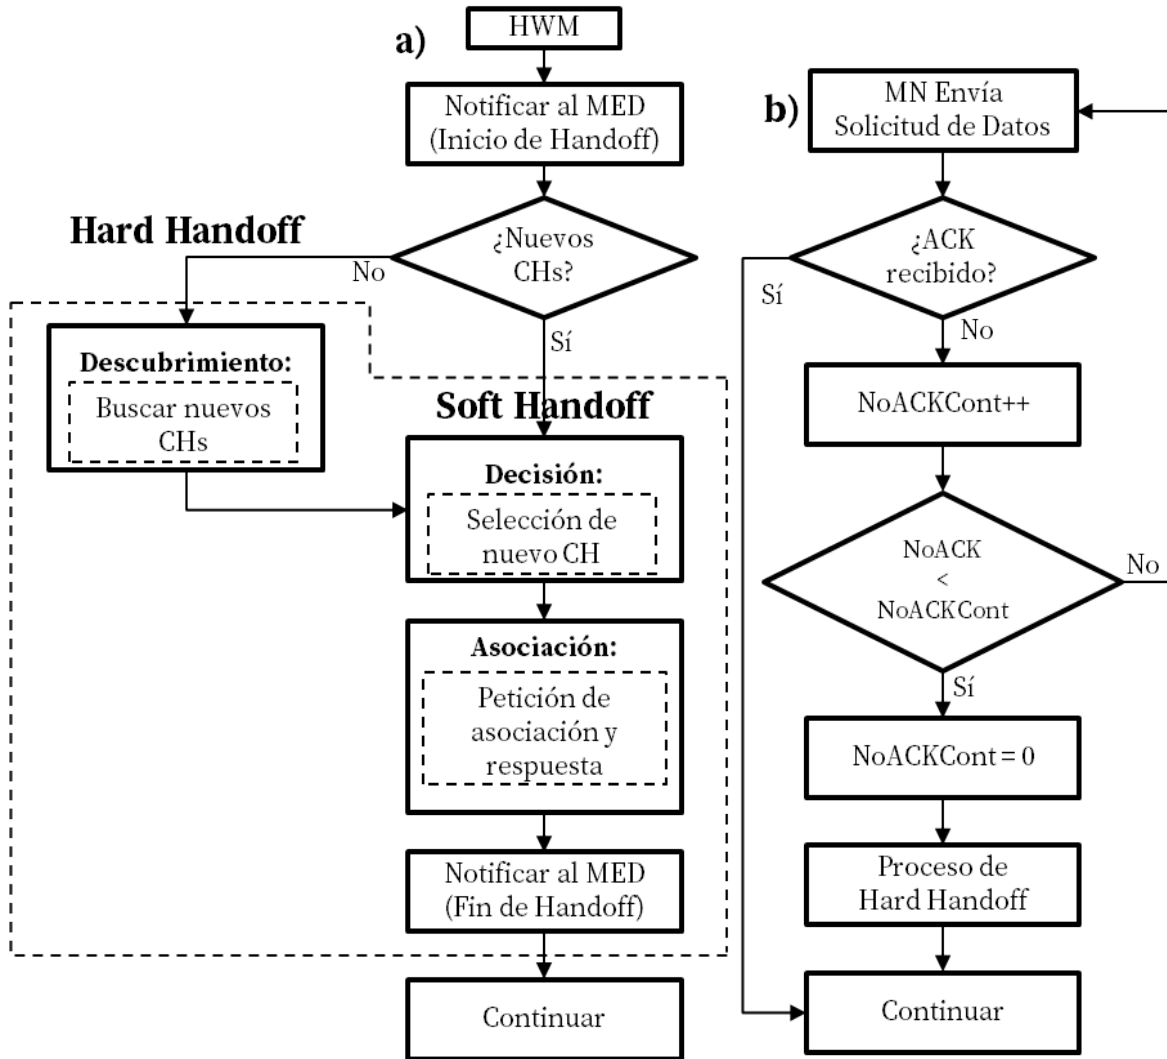 a)
HWM
Notificar al MED
(Inicio de Handoff)
¿Nuevos
CHs?
Hard Handoff
No
Sí
Descubrimiento:
Buscar nuevos
CHs
Soft Handoff
Decisión:
Selección de
nuevo CH
Asociación:
Petición de
asociación y
respuesta
Notificar al MED
(Fin de Handoff)
Continuar
b)
MN Envía
Solicitud de Datos
¿ACK
recibido?
Sí
No
NoACKCont++
NoACK
<
NoACKCont
No
Sí
NoACKCont = 0
Proceso de
Hard Handoff
Continuar